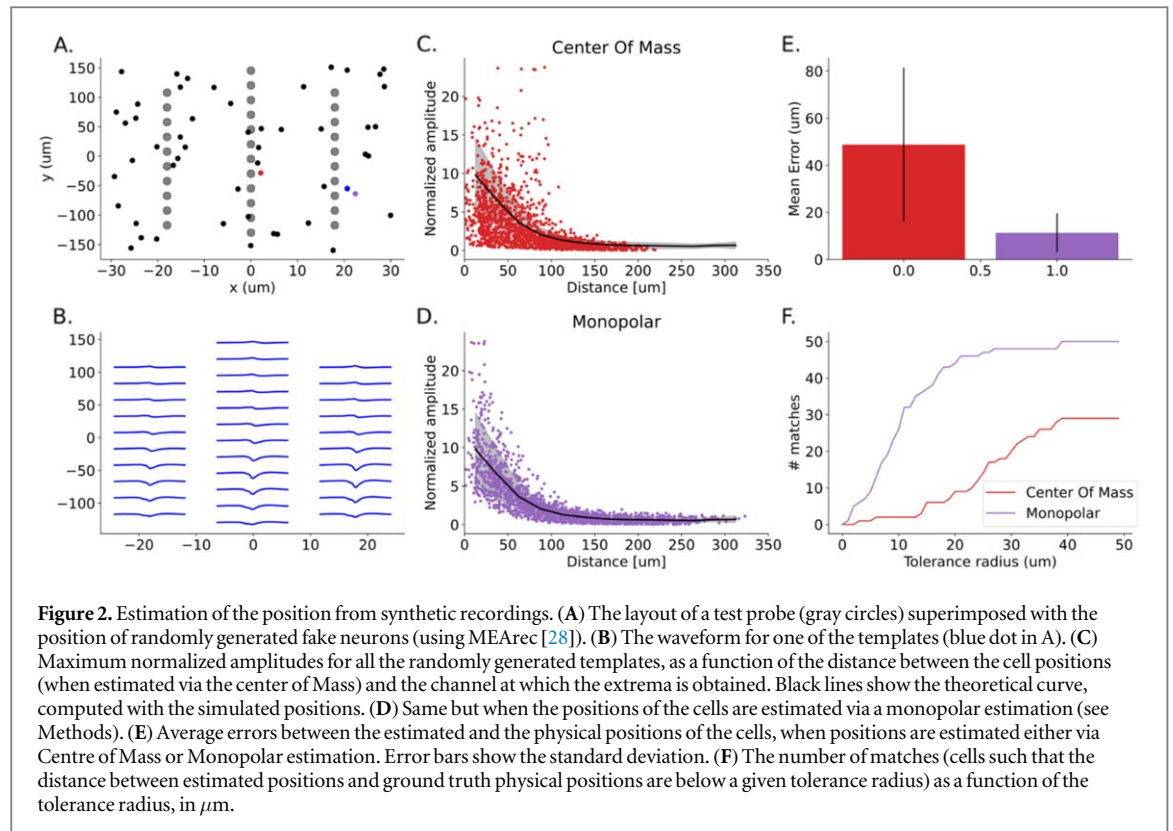 A.
150
100
50
0
−50
−100
−150
y (um)
−30 −20 −10 0 10 20 30
x (um)
C.
Center Of Mass
20
15
10
5
0
Normalized amplitude
0 50 100 150 200 250 300 350
Distance [um]
E.
80
60
40
20
0
Mean Error (um)
0.0 0.5 1.0
B.
150
100
50
0
−50
−100
−20 0 20
D.
Monopolar
20
15
10
5
0
Normalized amplitude
0 50 100 150 200 250 300 350
Distance [um]
F.
50
40
30
20
10
0
# matches
Center Of Mass
Monopolar
0 10 20 30 40 50
Tolerance radius (um)
Figure 2. Estimation of the position from synthetic recordings. (A) The layout of a test probe (gray circles) superimposed with the
position of randomly generated fake neurons (using MEArec [28]). (B) The waveform for one of the templates (blue dot in A). (C)
Maximum normalized amplitudes for all the randomly generated templates, as a function of the distance between the cell positions
(when estimated via the center of Mass) and the channel at which the extrema is obtained. Black lines show the theoretical curve,
computed with the simulated positions. (D) Same but when the positions of the cells are estimated via a monopolar estimation (see
Methods). (E) Average errors between the estimated and the physical positions of the cells, when positions are estimated either via
Centre of Mass or Monopolar estimation. Error bars show the standard deviation. (F) The number of matches (cells such that the
distance between estimated positions and ground truth physical positions are below a given tolerance radius) as a function of the
tolerance radius, in μm.